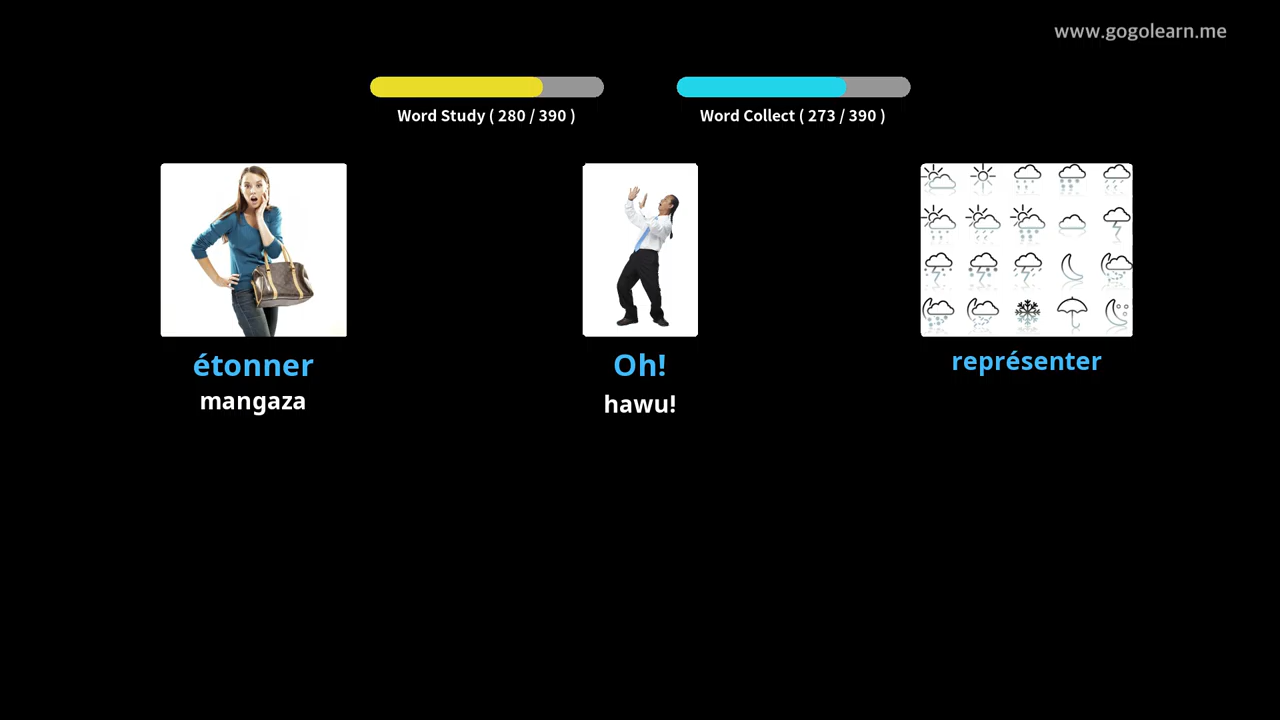 www.gogolearn.me
Word Study ( 280 / 390 )
Word Collect ( 273 / 390 )
étonner
mangaza
Oh!
hawu!
représenter